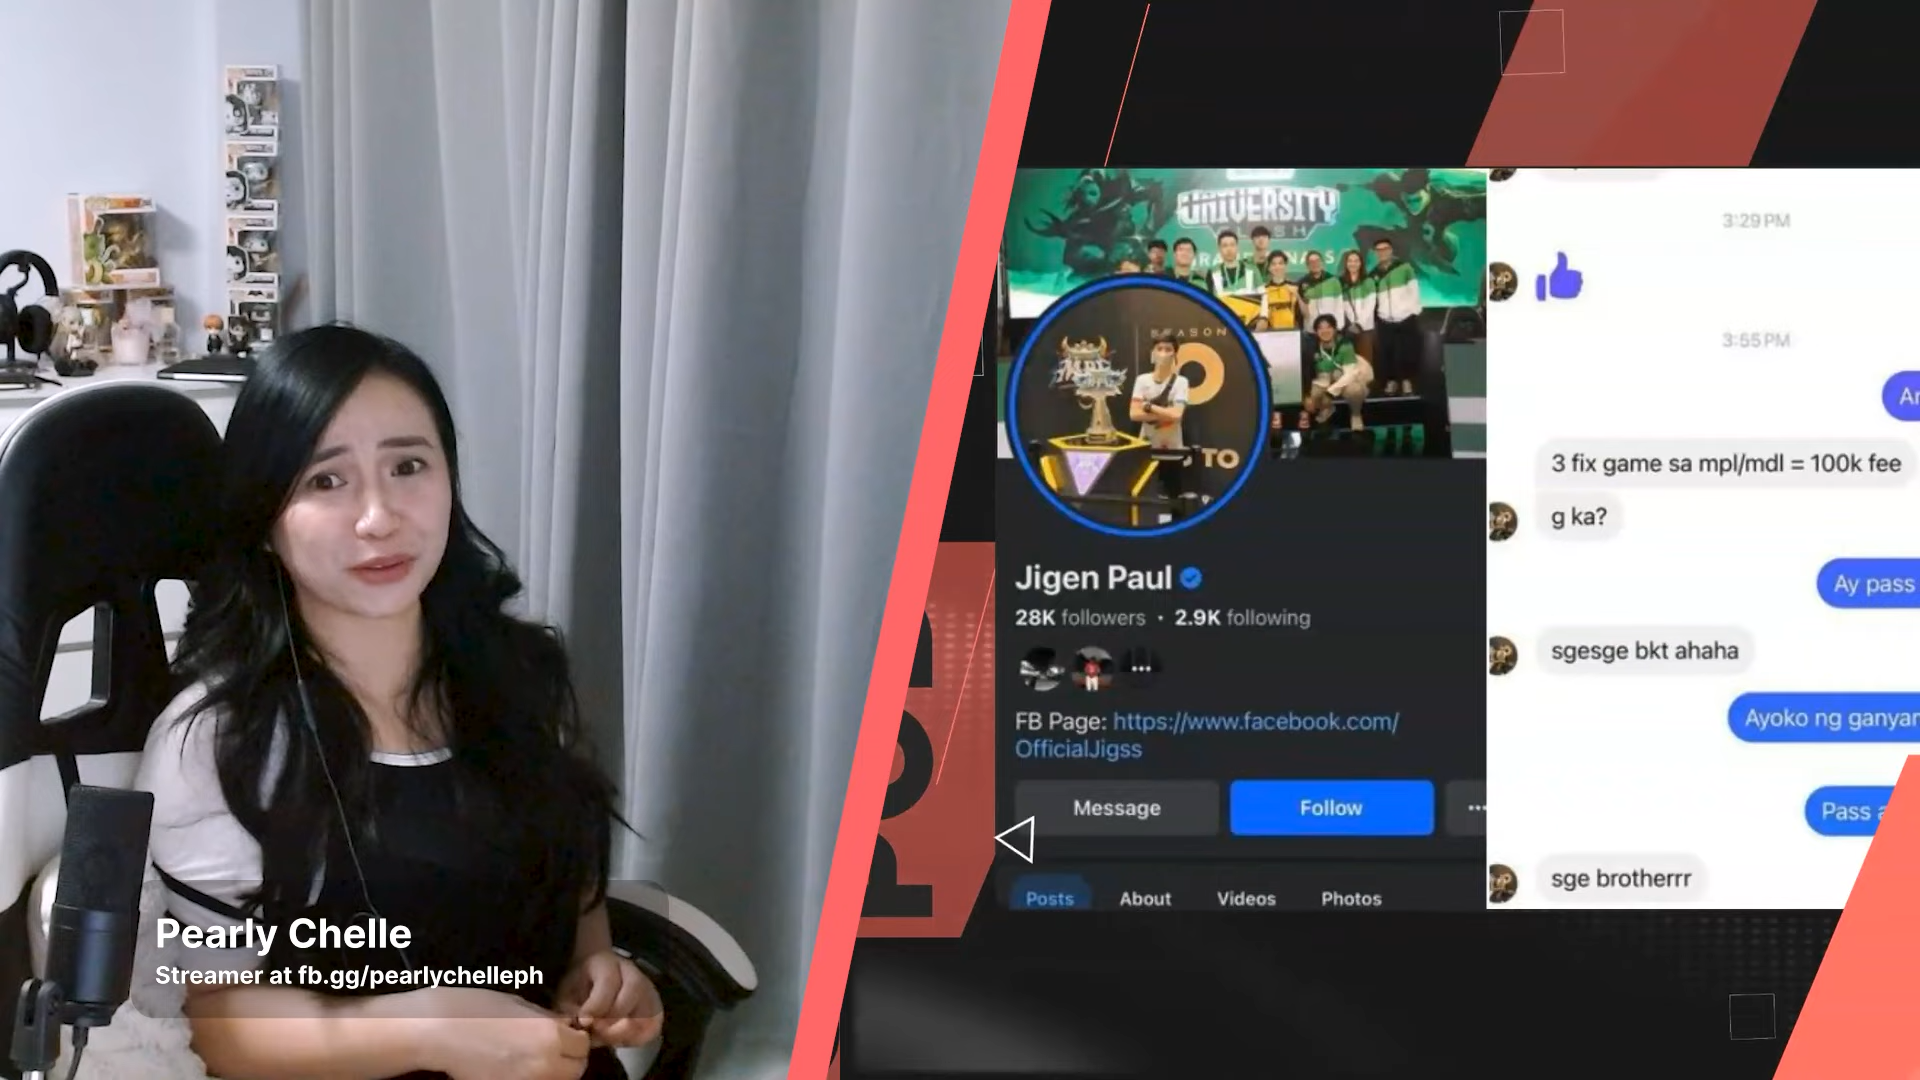 Pearly Chelle
Streamer at fb.gg/pearlychelleph
UNIVERSITY
SEASON
TO
Jigen Paul
28K followers · 2.9K following
FB Page: https://www.facebook.com/
OfficialJigss
Message
Follow
Posts
About
Videos
Photos
3:29 PM
3:55 PM
3 fix game sa mpl/mdl = 100k fee
g ka?
Ay pass
sgesge bkt ahaha
Ayoko ng ganyan
Pass
sge brotherrr